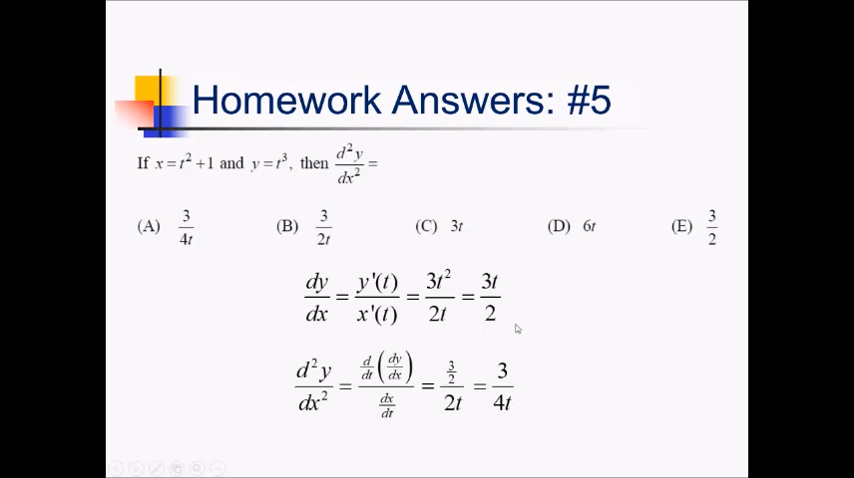 Homework Answers: #5
If x = t² + 1 and y = t³, then d²y/dx² =
(A) 3/4t (B) 3/2t (C) 3t (D) 6t (E) 3/2
dy/dx = y'(t)/x'(t) = 3t²/2t = 3t/2
d²y/dx² = d/dt (dy/dx) / dx/dt = 3/2 / 2t = 3/4t